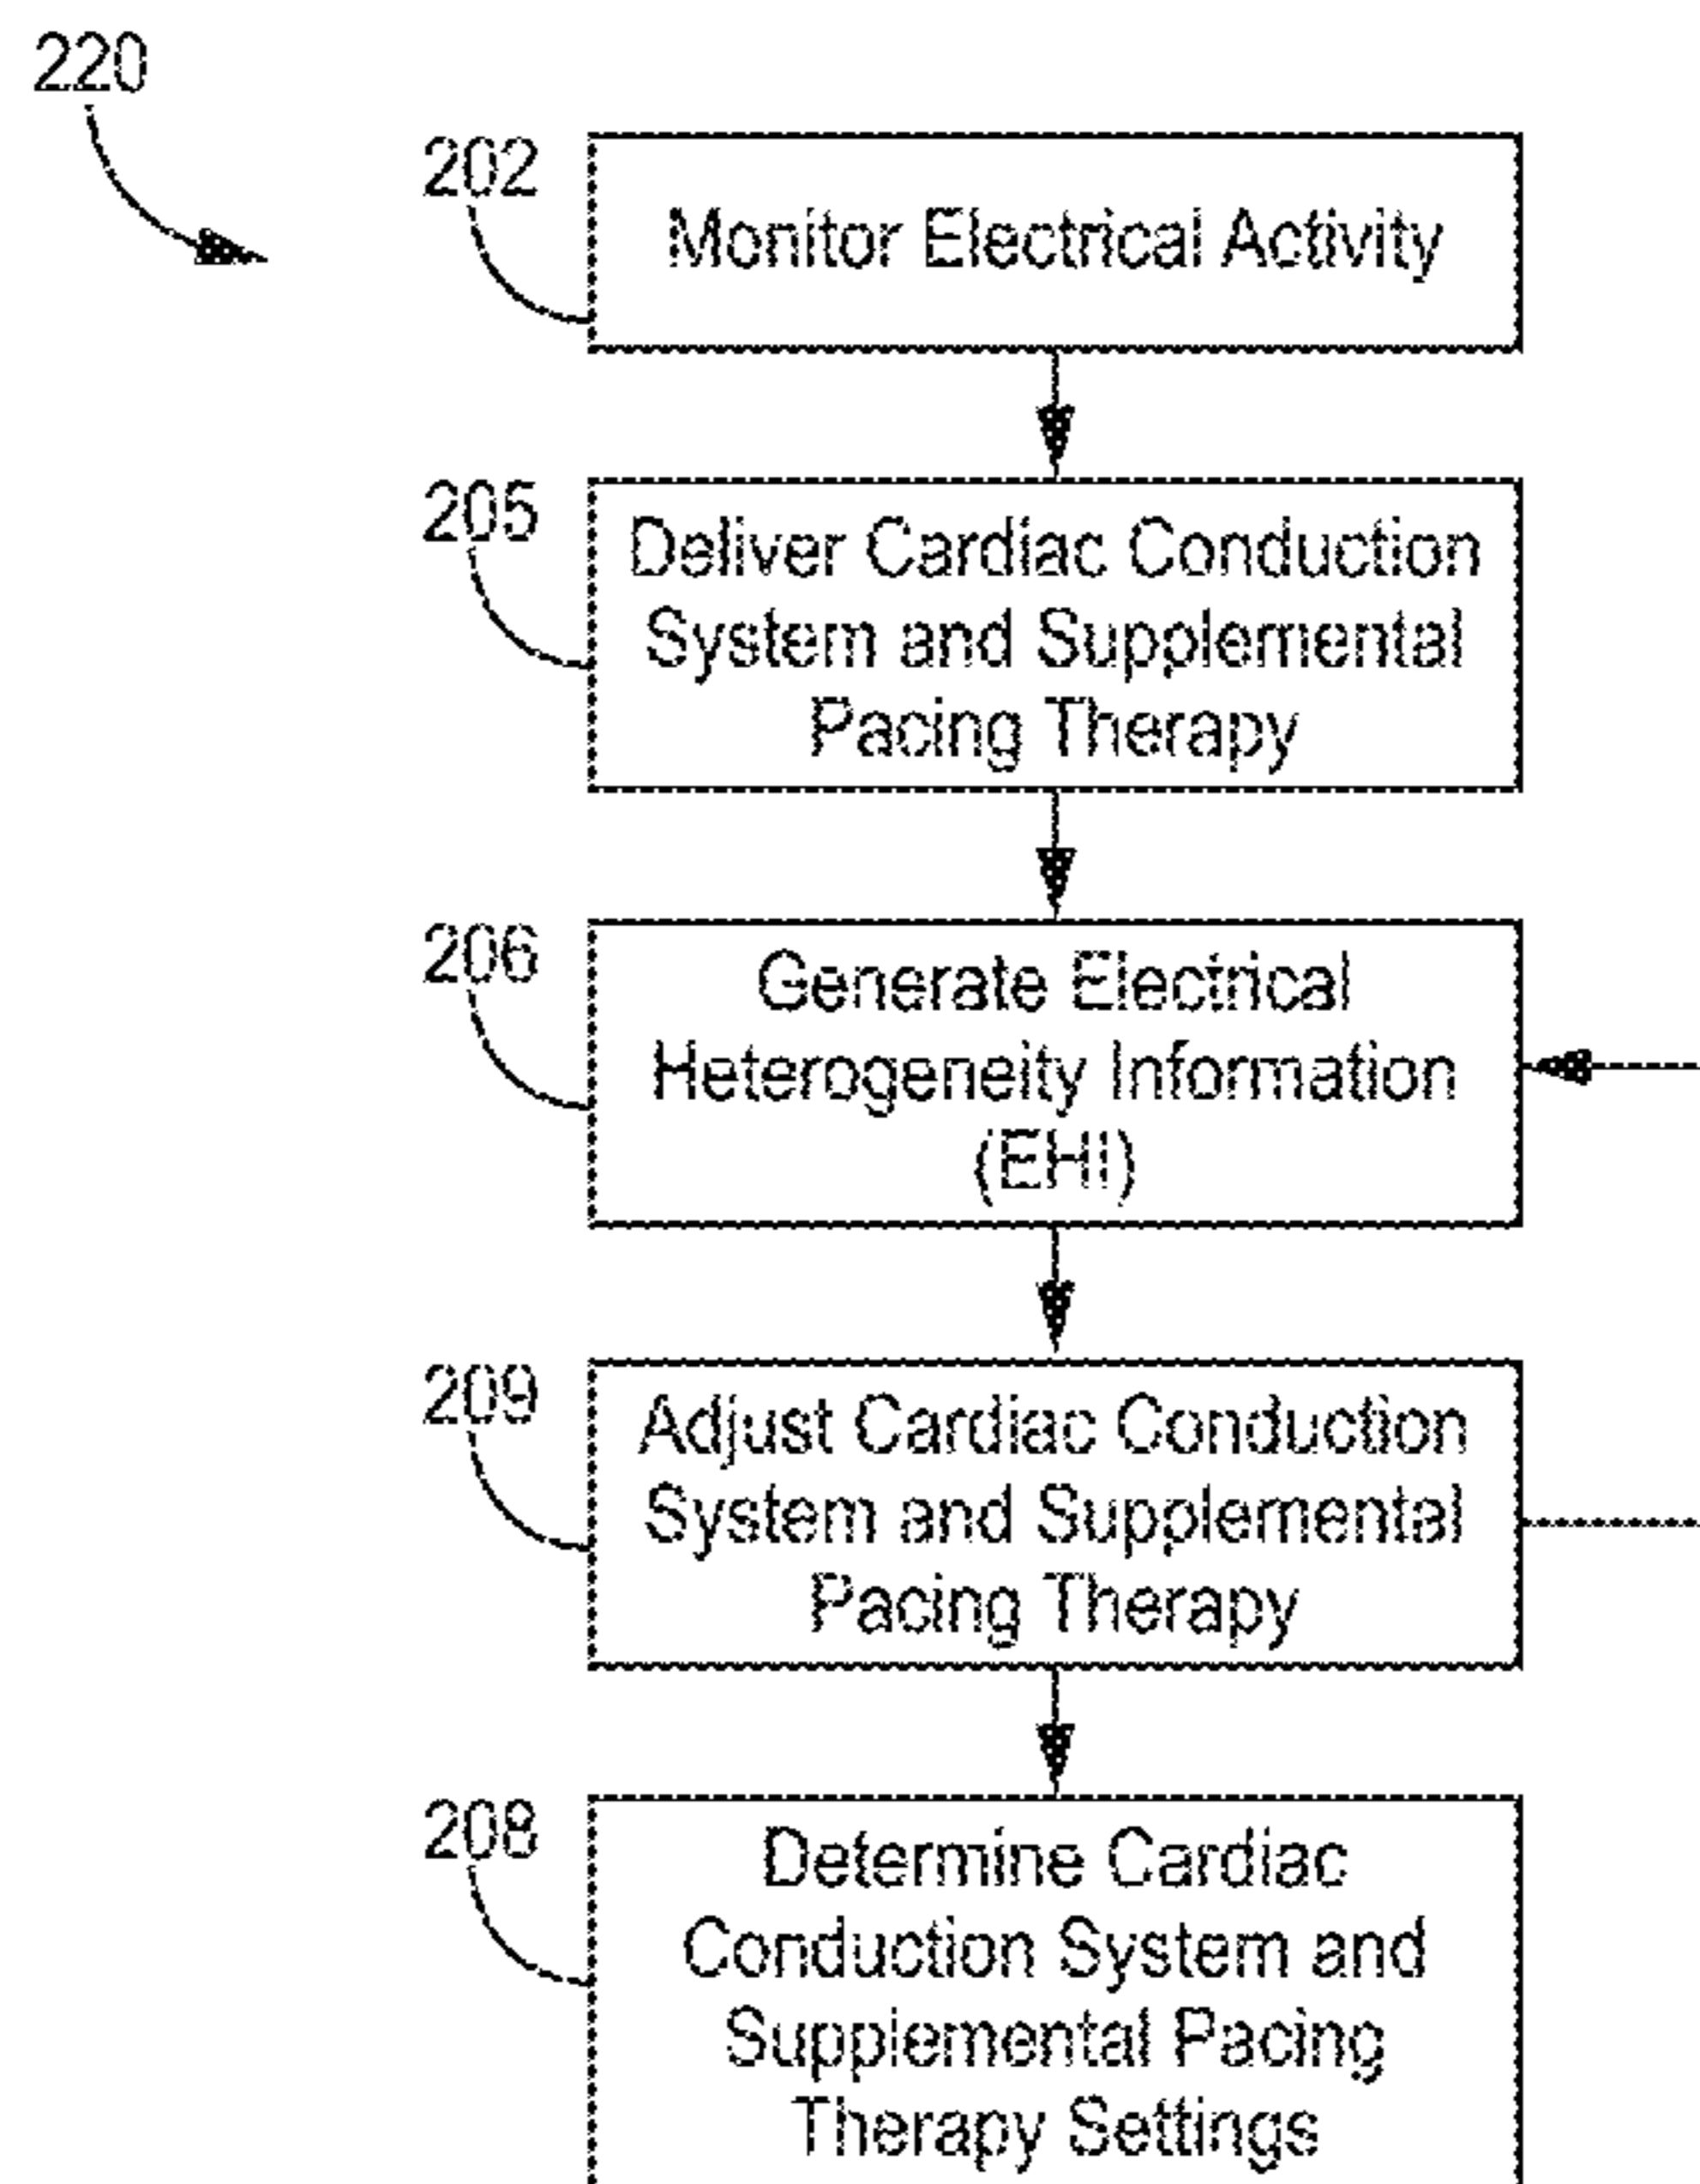 220
202
Monitor Electrical Activity
205
Deliver Cardiac Conduction
System and Supplemental
Pacing Therapy
206
Generate Electrical
Heterogeneity Information
(EHI)
209
Adjust Cardiac Conduction
System and Supplemental
Pacing Therapy
208
Determine Cardiac
Conduction System and
Supplemental Pacing
Therapy Settings